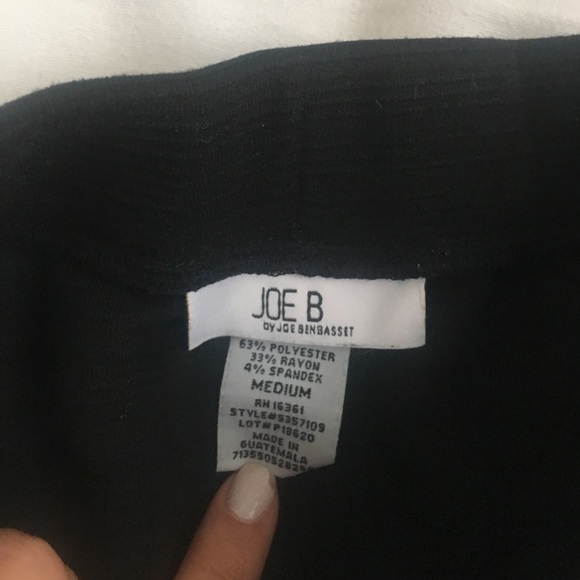 JOE B
by JOE BENBASSET
63% POLYESTER
33% RAYON
4% SPANDEX
MEDIUM
RN 16361
STYLE#5357109
LOT# P18620
MADE IN
GUATEMALA